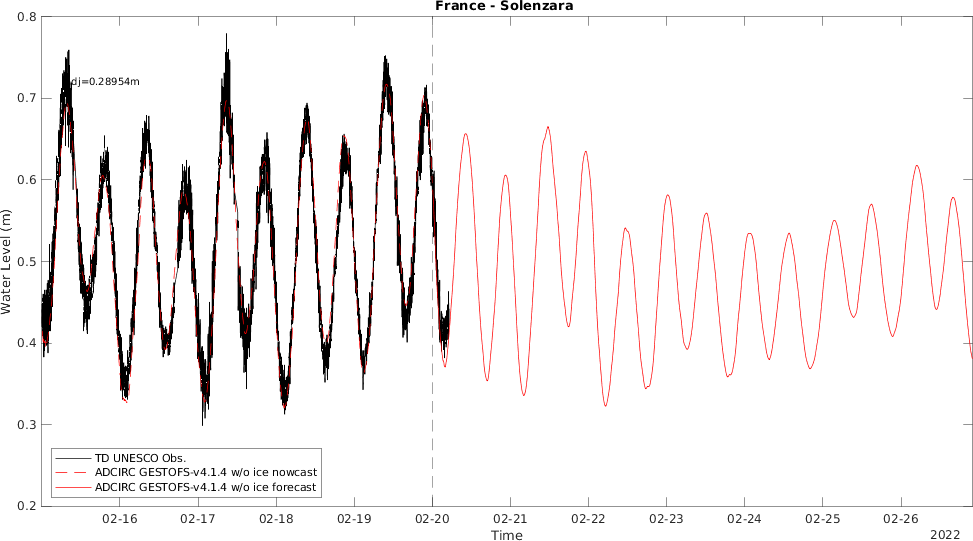 France - Solenzara
0.8
0.7
0.6
0.5
0.4
0.3
0.2
Water Level (m)
dj=0.28954m
TD UNESCO Obs.
ADCIRC GESTOFS-v4.1.4 w/o ice nowcast
ADCIRC GESTOFS-v4.1.4 w/o ice forecast
02-16 02-17 02-18 02-19 02-20 02-21 02-22 02-23 02-24 02-25 02-26
Time
2022